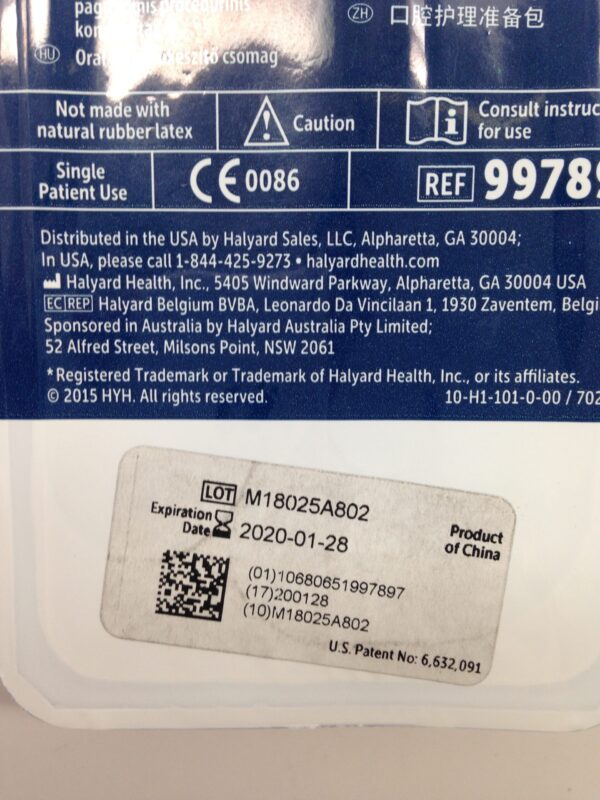 ZH 口腔护理准备包
HU csomag
Not made with
natural rubber latex
Caution
Consult instruc
for use
Single
Patient Use
CE 0086
REF 9978
Distributed in the USA by Halyard Sales, LLC, Alpharetta, GA 30004;
In USA, please call 1-844-425-9273 • halyardhealth.com
Halyard Health, Inc., 5405 Windward Parkway, Alpharetta, GA 30004 USA
EC REP Halyard Belgium BVBA, Leonardo Da Vincilaan 1, 1930 Zaventem, Belgi
Sponsored in Australia by Halyard Australia Pty Limited;
52 Alfred Street, Milsons Point, NSW 2061
*Registered Trademark or Trademark of Halyard Health, Inc., or its affiliates.
© 2015 HYH. All rights reserved. 10-H1-101-0-00 / 702
LOT M18025A802
Expiration
Date 2020-01-28
Product
of China
(01)10680651997897
(17)200128
(10)M18025A802
U.S. Patent No: 6,632,091